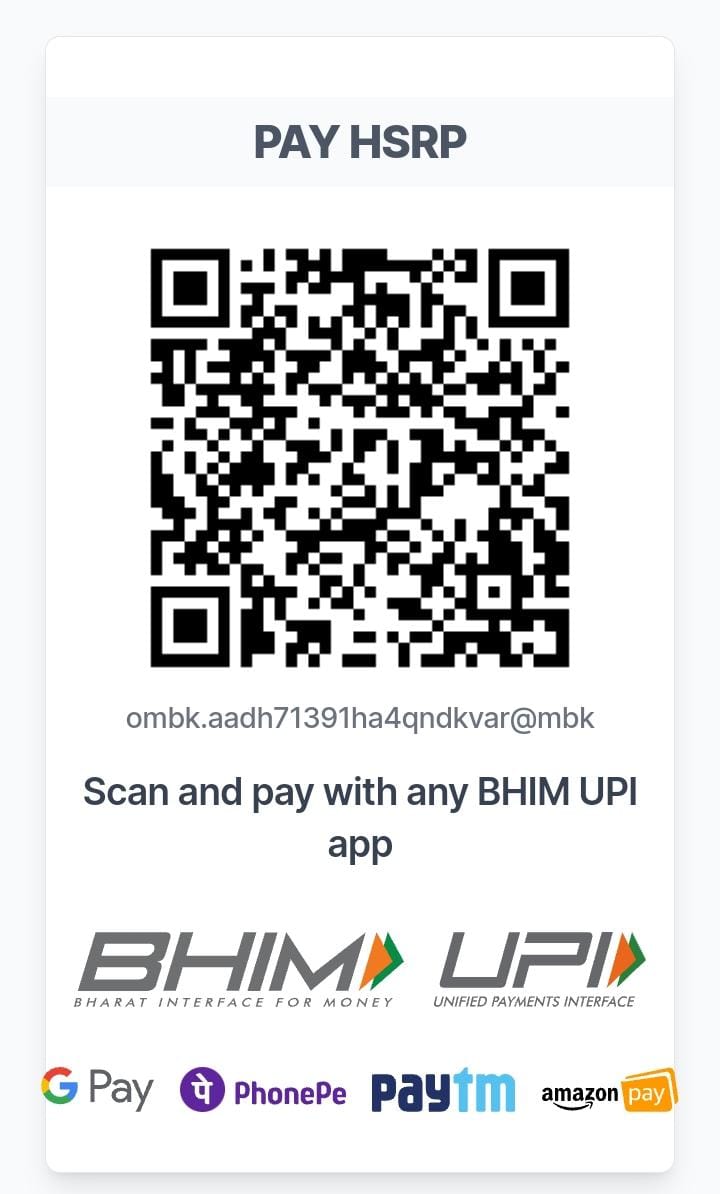 PAY HSRP
ombk.aadh71391ha4qndkvar@mbk
Scan and pay with any BHIM UPI
app
BHIM UPI
BHARAT INTERFACE FOR MONEY UNIFIED PAYMENTS INTERFACE
G Pay पे PhonePe paytm amazon pay